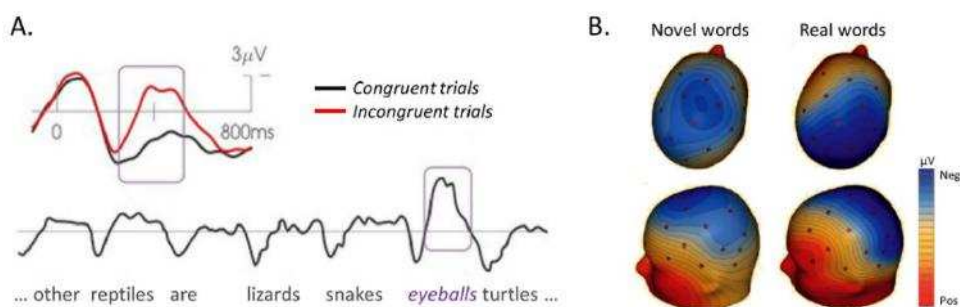 A.
3μV
Congruent trials
Incongruent trials
0
800ms
... other reptiles are lizards snakes eyeballs turtles ...
B.
Novel words Real words
μV
Neg
Pos